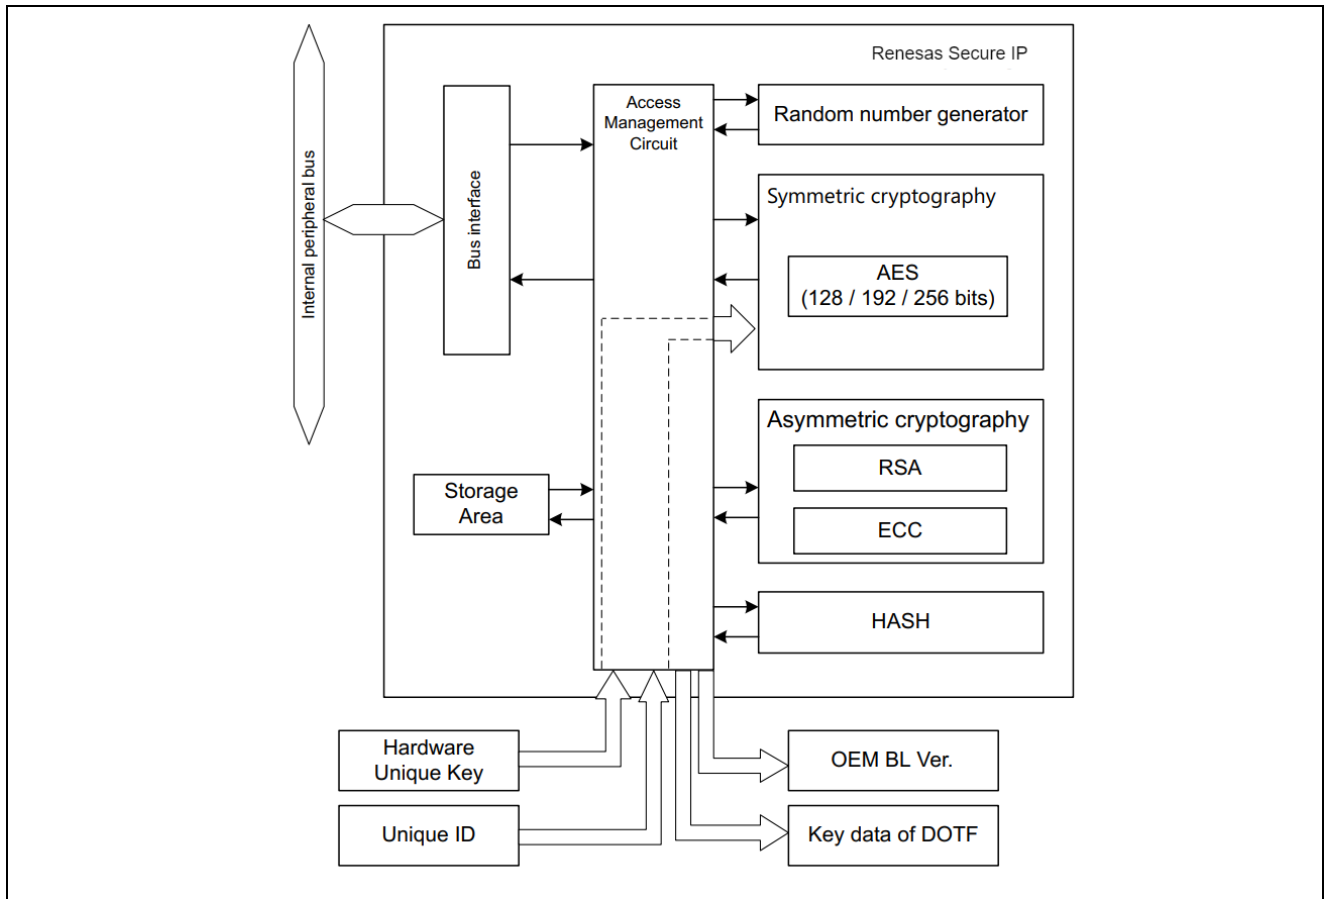 Renesas Secure IP
Internal peripheral bus
Bus interface
Access
Management
Circuit
Random number generator
Symmetric cryptography
AES
(128 / 192 / 256 bits)
Asymmetric cryptography
RSA
ECC
Storage
Area
HASH
Hardware
Unique Key
OEM BL Ver.
Unique ID
Key data of DOTF